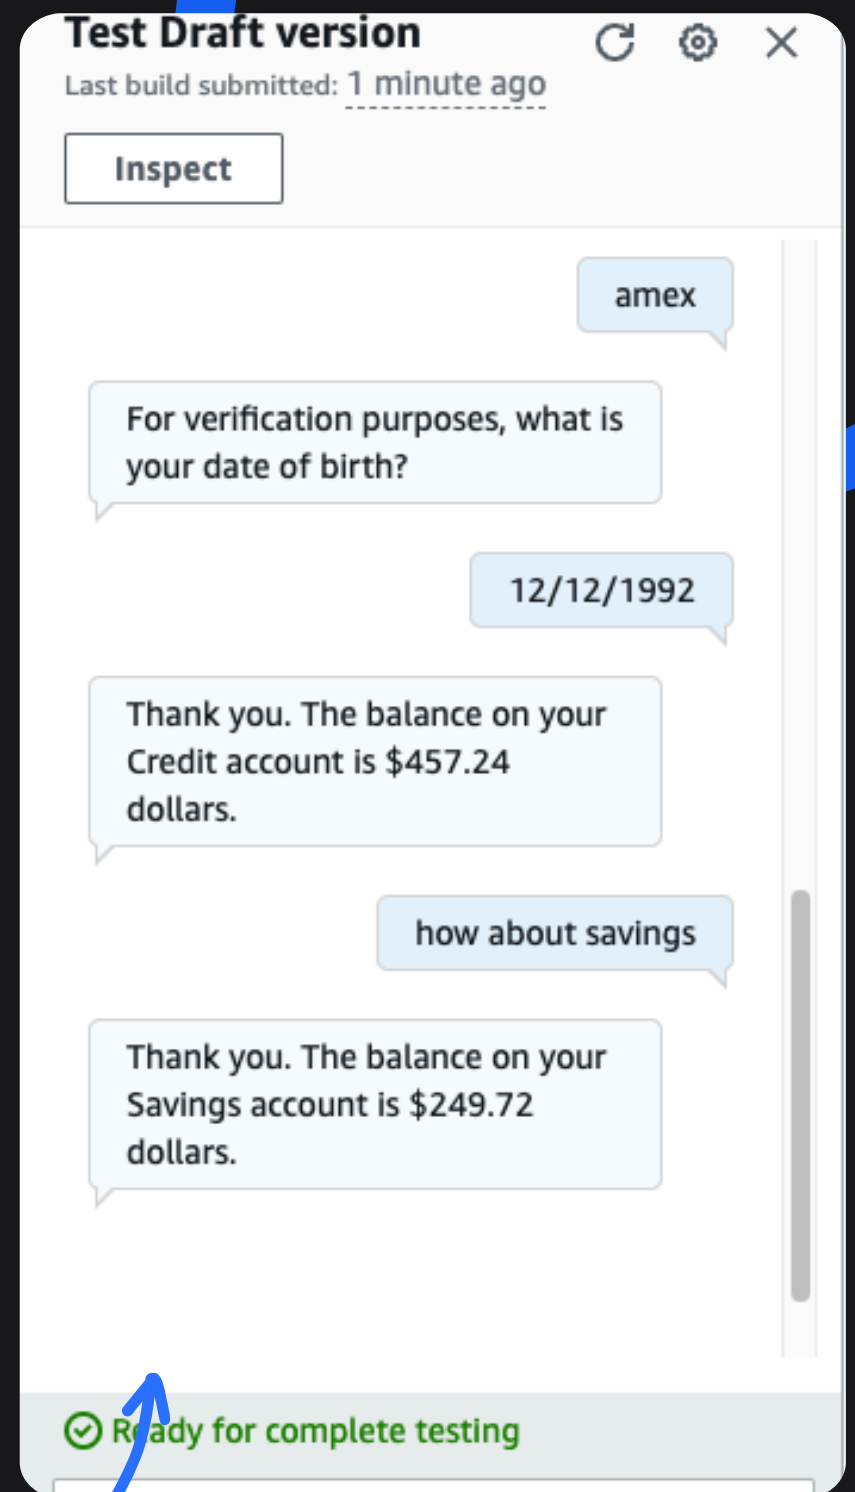 Test Draft version
Last build submitted: 1 minute ago
Inspect
amex
For verification purposes, what is
your date of birth?
12/12/1992
Thank you. The balance on your
Credit account is $457.24
dollars.
how about savings
Thank you. The balance on your
Savings account is $249.72
dollars.
Ready for complete testing